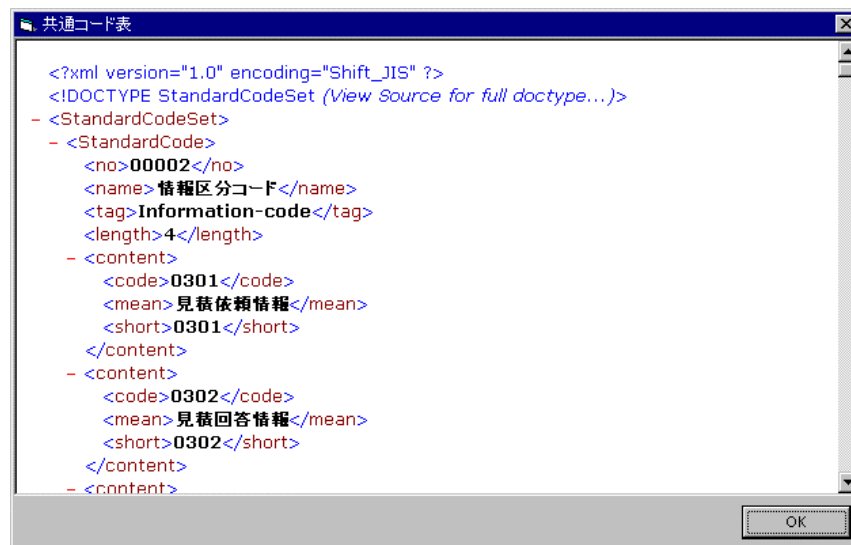 共通コード表
<?xml version="1.0" encoding="Shift_JIS" ?>
<!DOCTYPE StandardCodeSet (View Source for full doctype...)>
- <StandardCodeSet>
- <StandardCode>
<no>00002</no>
<name>情報区分コード</name>
<tag>Information-code</tag>
<length>4</length>
- <content>
<code>0301</code>
<mean>見積依頼情報</mean>
<short>0301</short>
</content>
- <content>
<code>0302</code>
<mean>見積回答情報</mean>
<short>0302</short>
</content>
- <content>
OK